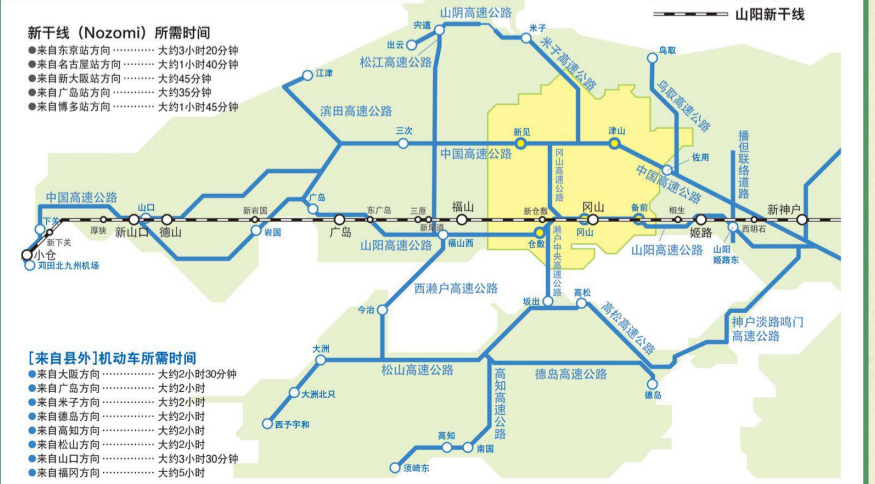 新干线（Nozomi）所需时间
●来自东京站方向………… 大约3小时20分钟
●来自名古屋站方向……… 大约1小时40分钟
●来自新大阪站方向……… 大约45分钟
●来自广岛站方向………… 大约35分钟
●来自博多站方向………… 大约1小时45分钟
山阳新干线
山阴高速公路
宍道
出云
松江高速公路
米子
米子高速公路
鸟取
鸟取高速公路
江津
滨田高速公路
三次
中国高速公路
新见
津山
佐用
中国高速公路
播但联络道路
冈山高速公路
中国高速公路
山口
下关
新下关
小仓
苅田北九州机场
厚狭
新山口
德山
新岩国
岩国
广岛
广岛
东广岛
三原
新尾道
福山
福山西
山阳高速公路
新仓敷
仓敷
冈山
冈山
备前
相生
姬路
山阳高速公路
山阳
姬路东
西明石
新神户
濑户中央高速公路
西濑户高速公路
今治
坂出
高松
高松高速公路
神户淡路鸣门
高速公路
大洲
松山高速公路
大洲北只
西予宇和
高知高速公路
德岛高速公路
德岛
高知
南国
须崎东
[来自县外]机动车所需时间
●来自大阪方向…………… 大约2小时30分钟
●来自广岛方向…………… 大约2小时
●来自米子方向…………… 大约2小时
●来自德岛方向…………… 大约2小时
●来自高知方向…………… 大约2小时
●来自松山方向…………… 大约2小时
●来自山口方向…………… 大约3小时30分钟
●来自福冈方向…………… 大约5小时